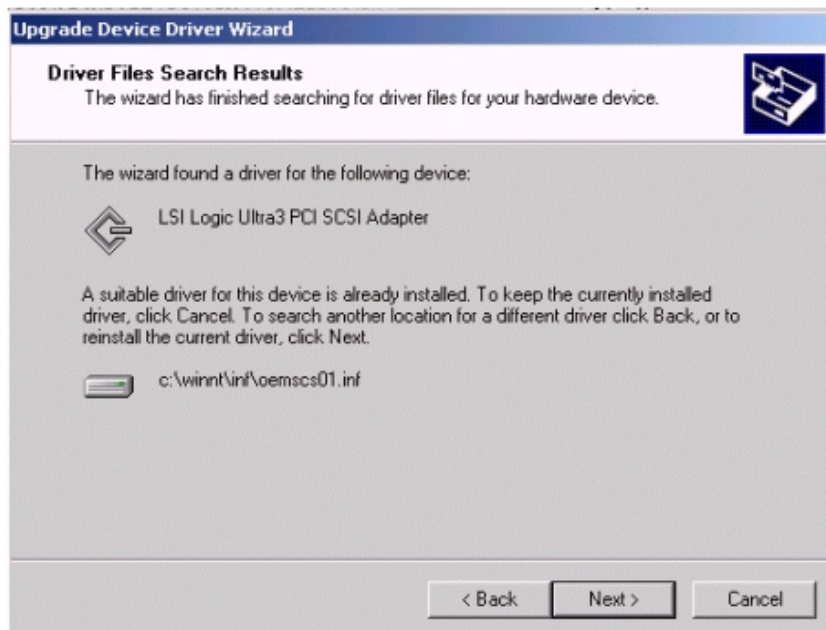 Upgrade Device Driver Wizard
Driver Files Search Results
The wizard has finished searching for driver files for your hardware device.
The wizard found a driver for the following device:
LSI Logic Ultra3 PCI SCSI Adapter
A suitable driver for this device is already installed. To keep the currently installed
driver, click Cancel. To search another location for a different driver click Back, or to
reinstall the current driver, click Next.
c:\winnt\inf\oemscs01.inf
< Back
Next >
Cancel